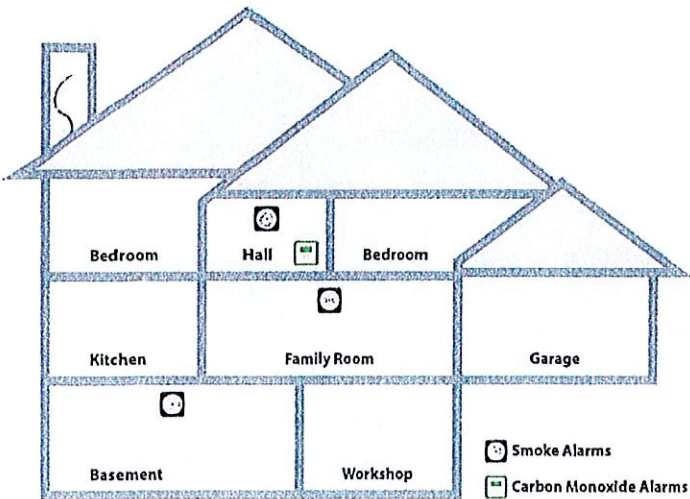 Bedroom
Hall
Bedroom
Kitchen
Family Room
Garage
Basement
Workshop
Smoke Alarms
Carbon Monoxide Alarms